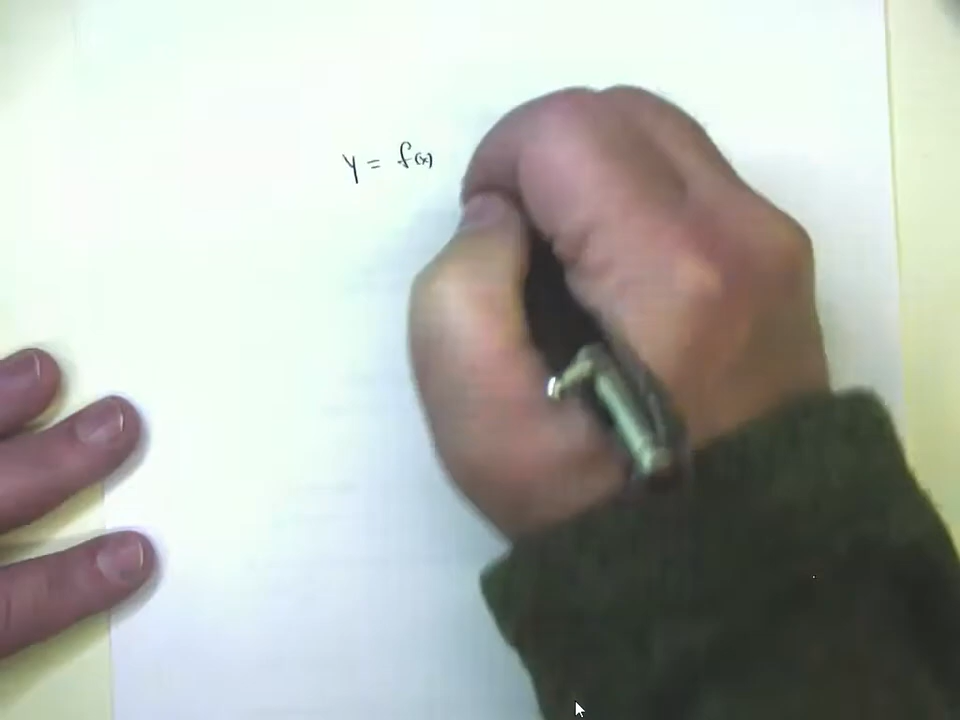 y = f(x)